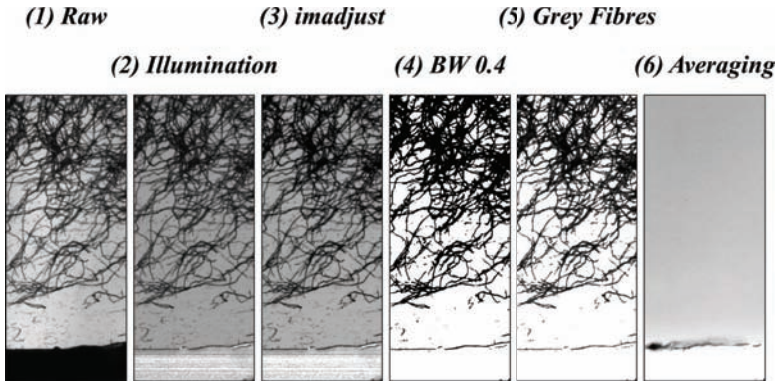 (1) Raw
(3) imadjust
(5) Grey Fibres
(2) Illumination
(4) BW 0.4
(6) Averaging